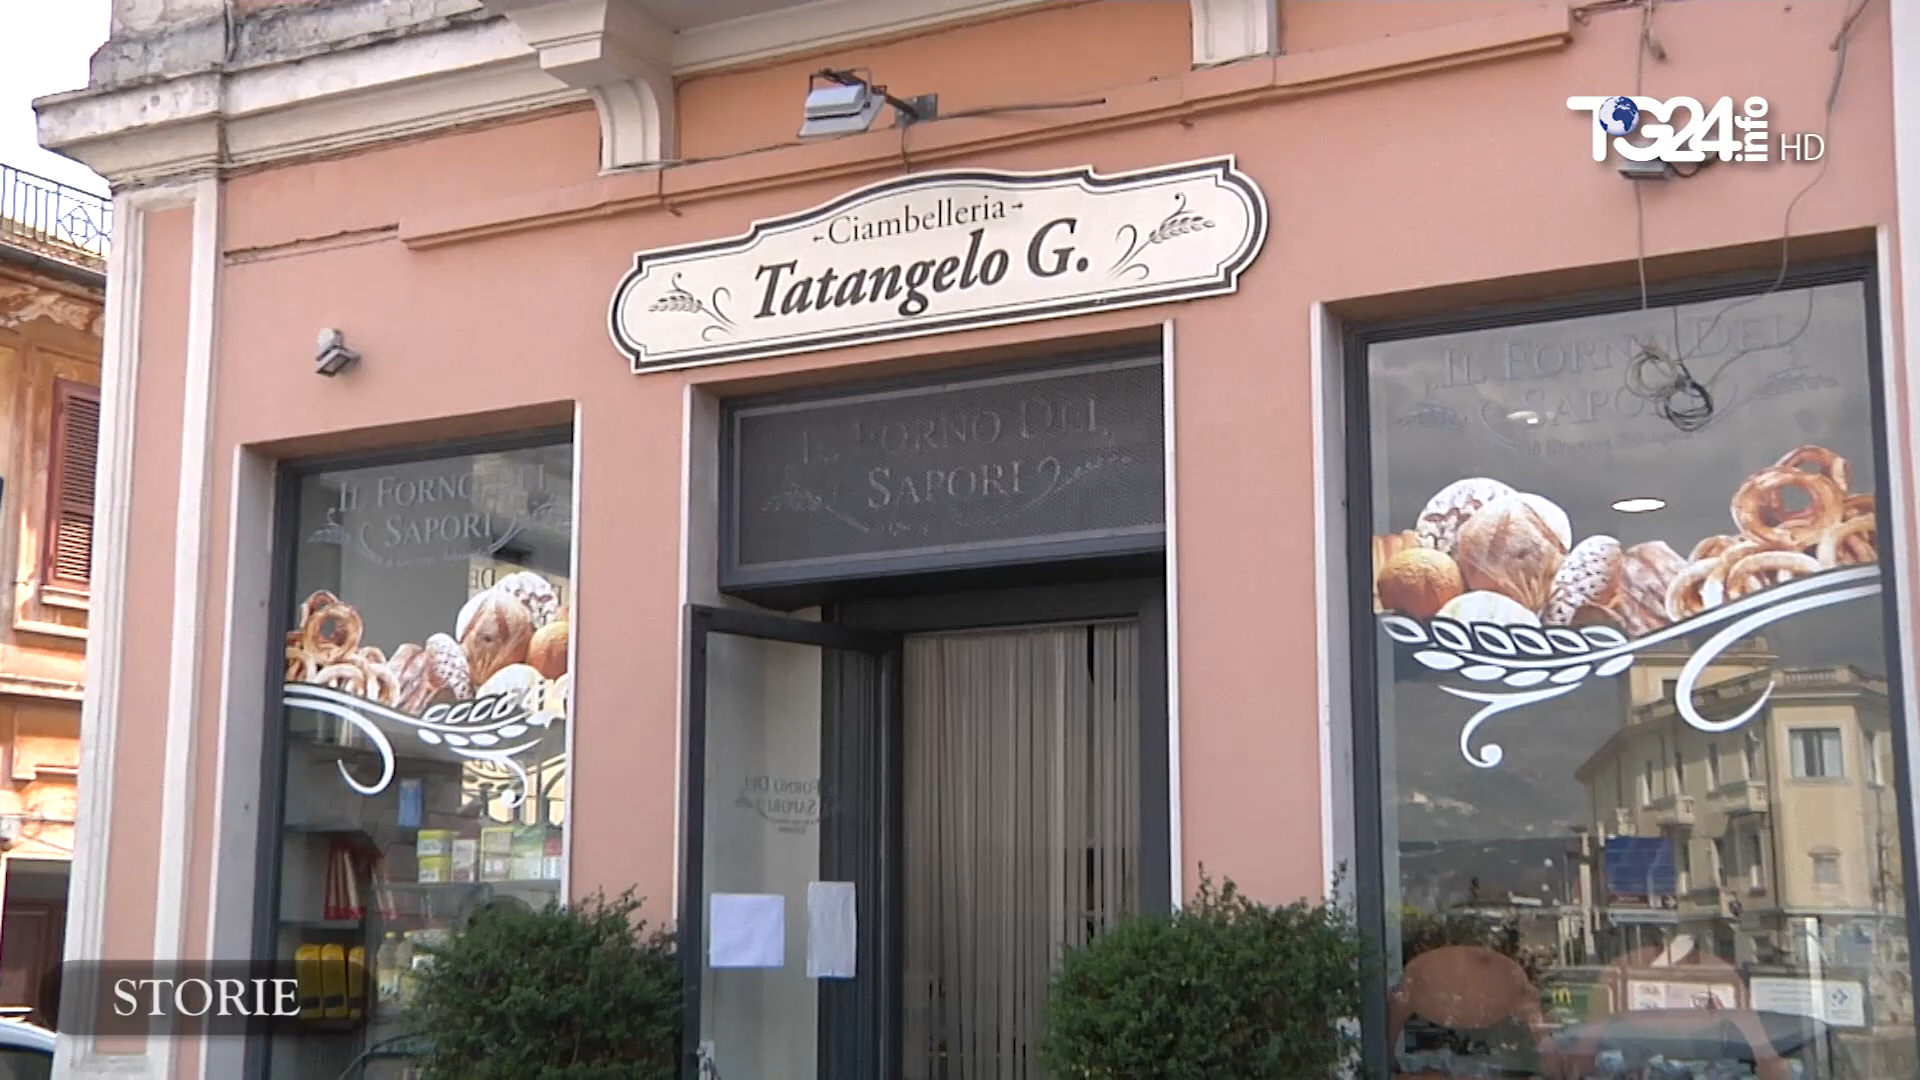 TG24.info HD
Ciambelleria
Tatangelo G.
IL FORNO DEI
SAPORI
IL FORNO DEI
SAPORI
IL FORNO DEI
SAPORI
STORIE